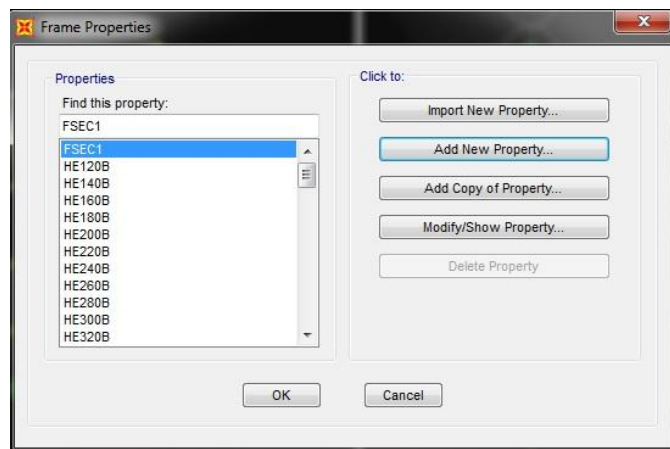 Frame Properties
Properties
Find this property:
FSEC1
FSEC1
HE120B
HE140B
HE160B
HE180B
HE200B
HE220B
HE240B
HE260B
HE280B
HE300B
HE320B
Click to:
Import New Property...
Add New Property...
Add Copy of Property...
Modify/Show Property...
Delete Property
OK
Cancel